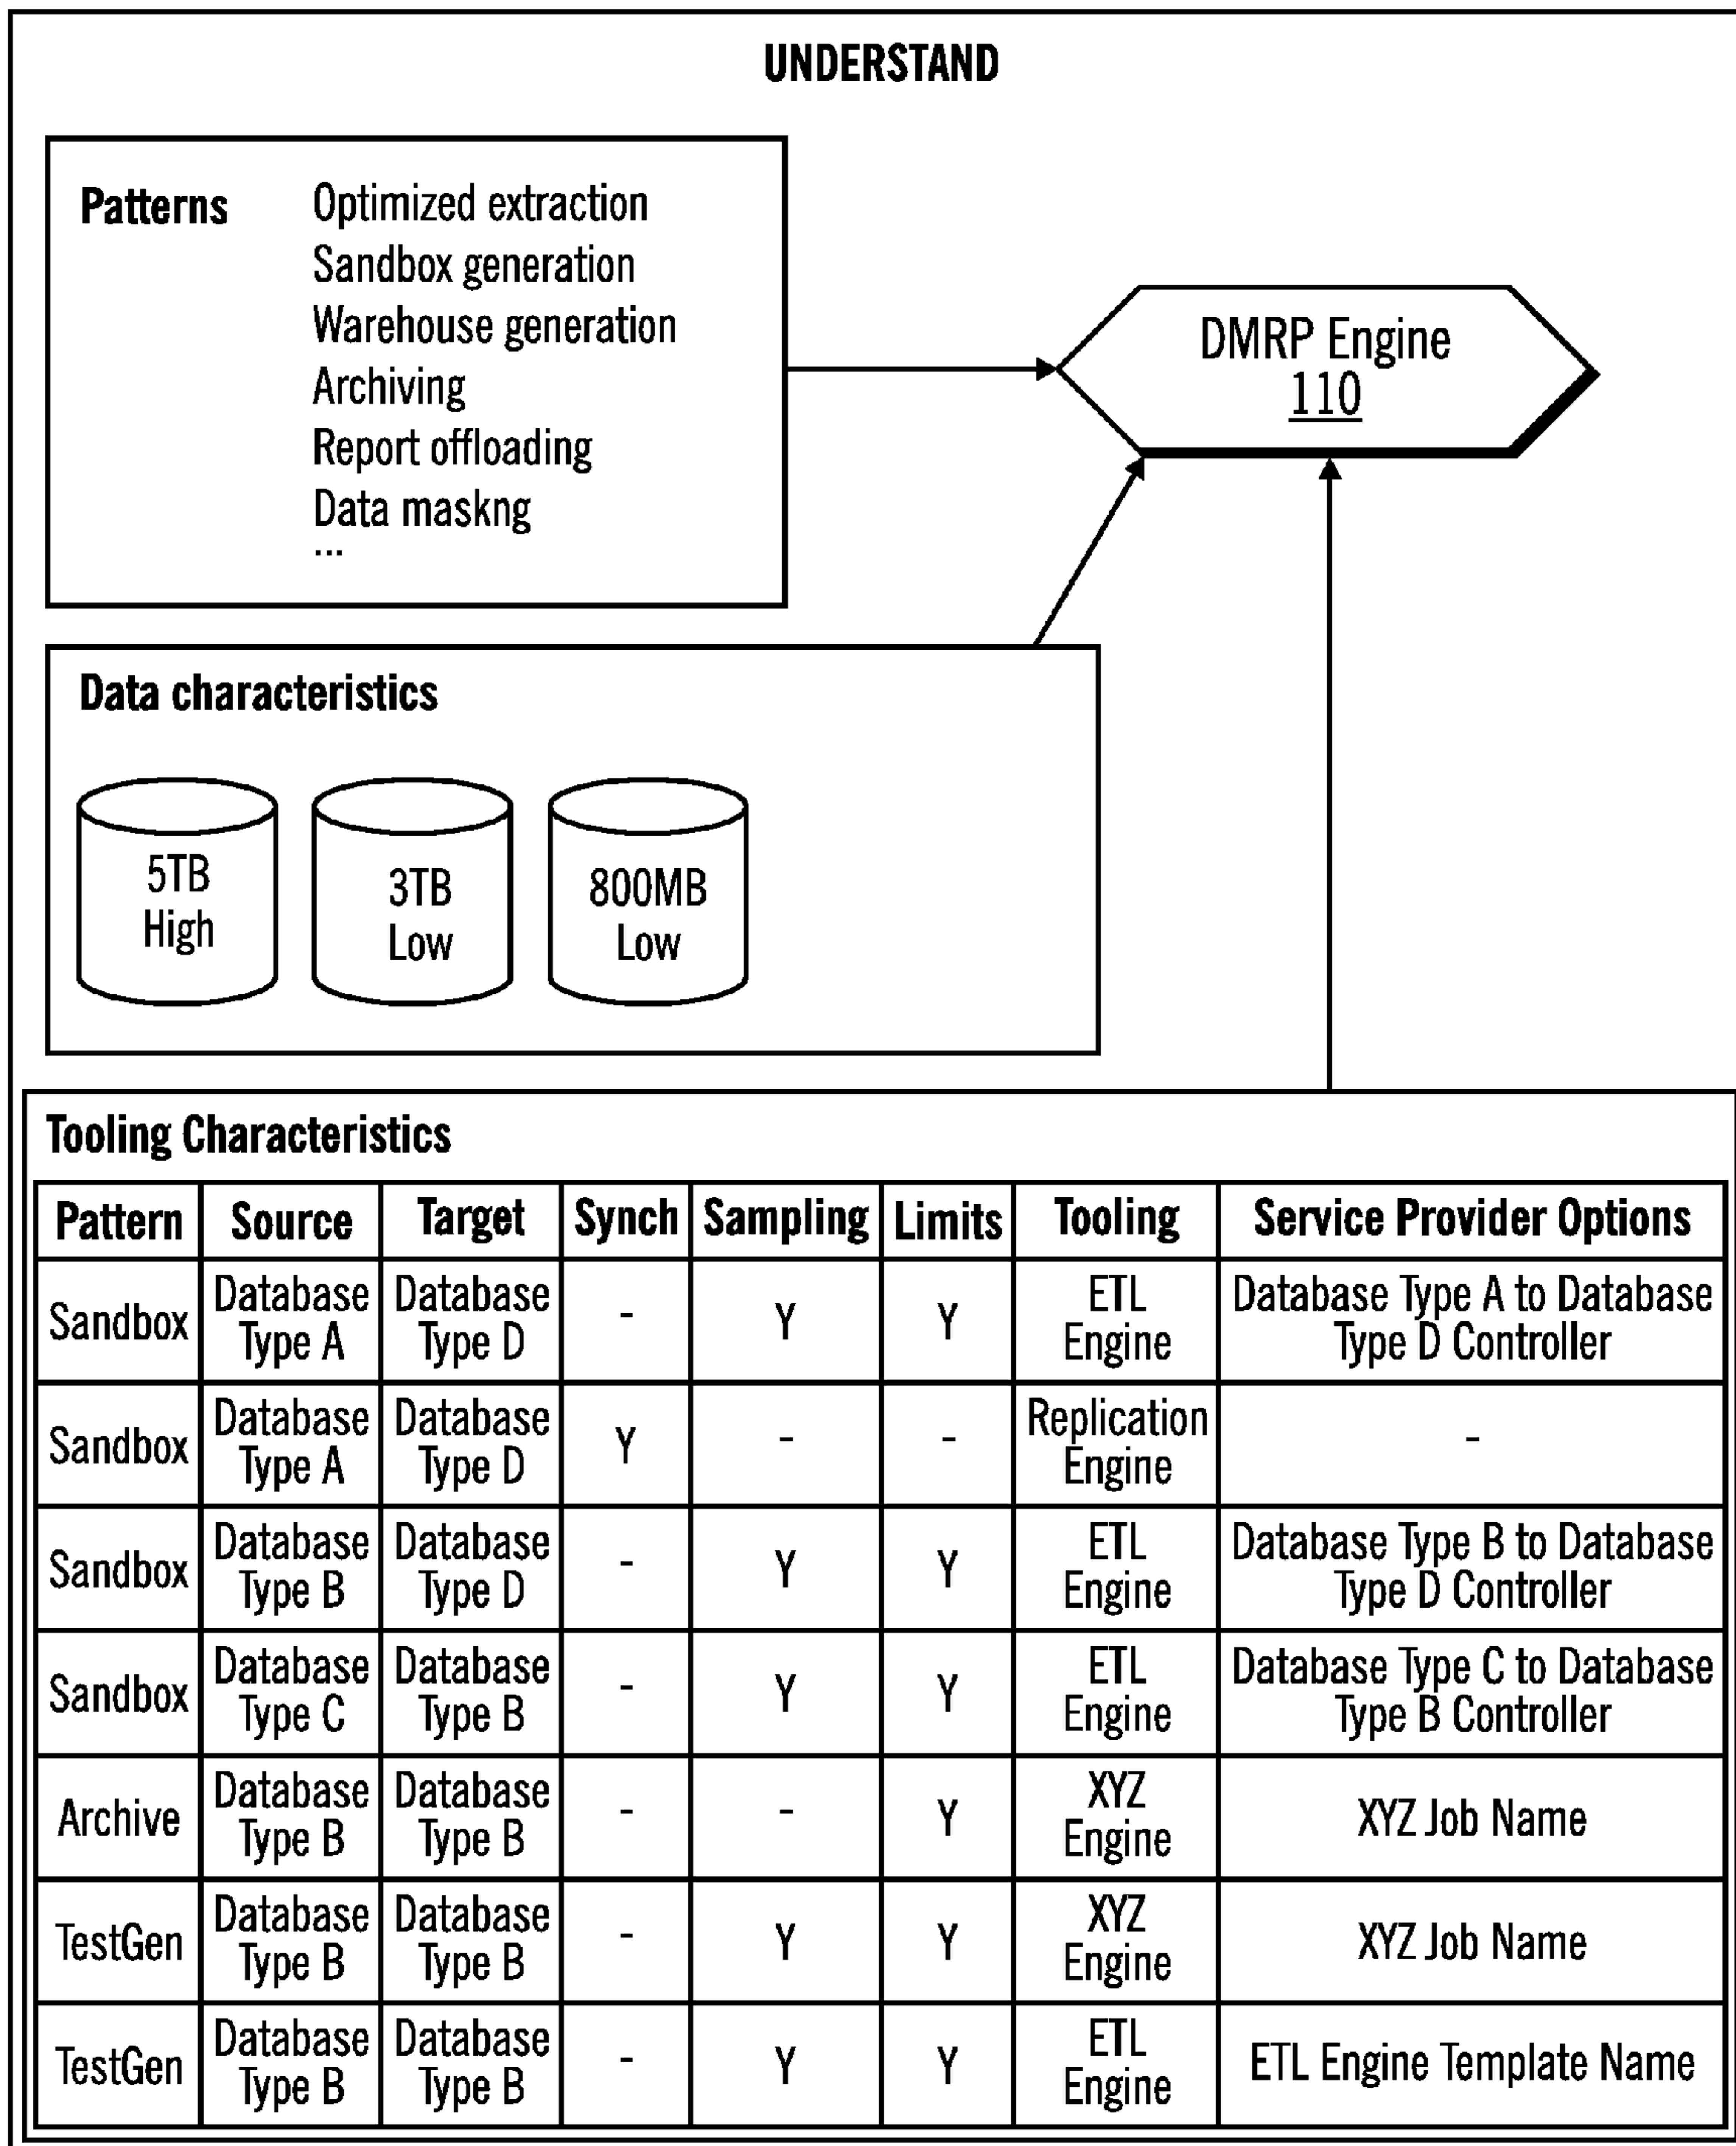 UNDERSTAND
Patterns
Optimized extraction
Sandbox generation
Warehouse generation
Archiving
Report offloading
Data maskng
...
DMRP Engine
110
Data characteristics
5TB
High
3TB
Low
800MB
Low
Tooling Characteristics
Pattern Source Target Synch Sampling Limits Tooling Service Provider Options
Sandbox
Database
Type A
Database
Type D
-
Y
Y
ETL
Engine
Database Type A to Database
Type D Controller
Sandbox
Database
Type A
Database
Type D
Y
-
-
Replication
Engine
-
Sandbox
Database
Type B
Database
Type D
-
Y
Y
ETL
Engine
Database Type B to Database
Type D Controller
Sandbox
Database
Type C
Database
Type B
-
Y
Y
ETL
Engine
Database Type C to Database
Type B Controller
Archive
Database
Type B
Database
Type B
-
-
Y
XYZ
Engine
XYZ Job Name
TestGen
Database
Type B
Database
Type B
-
Y
Y
XYZ
Engine
XYZ Job Name
TestGen
Database
Type B
Database
Type B
-
Y
Y
ETL
Engine
ETL Engine Template Name